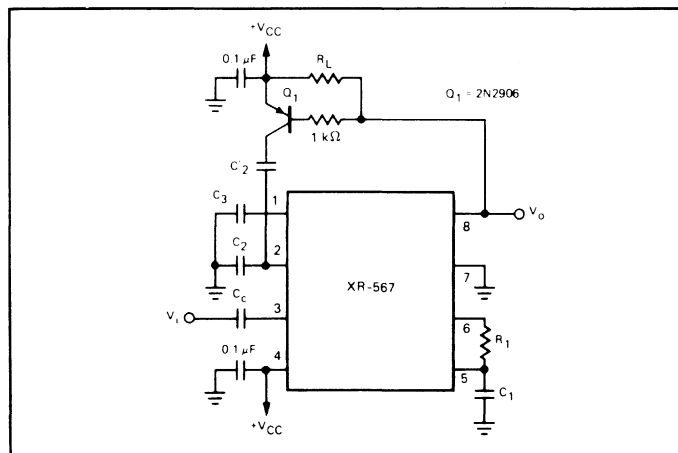 +VCC
0.1 µF
RL
Q1
Q1 = 2N2906
1 kΩ
C'2
C3
1
8
Vo
C2
2
7
XR-567
Cc
Vi
3
6
R1
0.1 µF
4
5
C1
+VCC